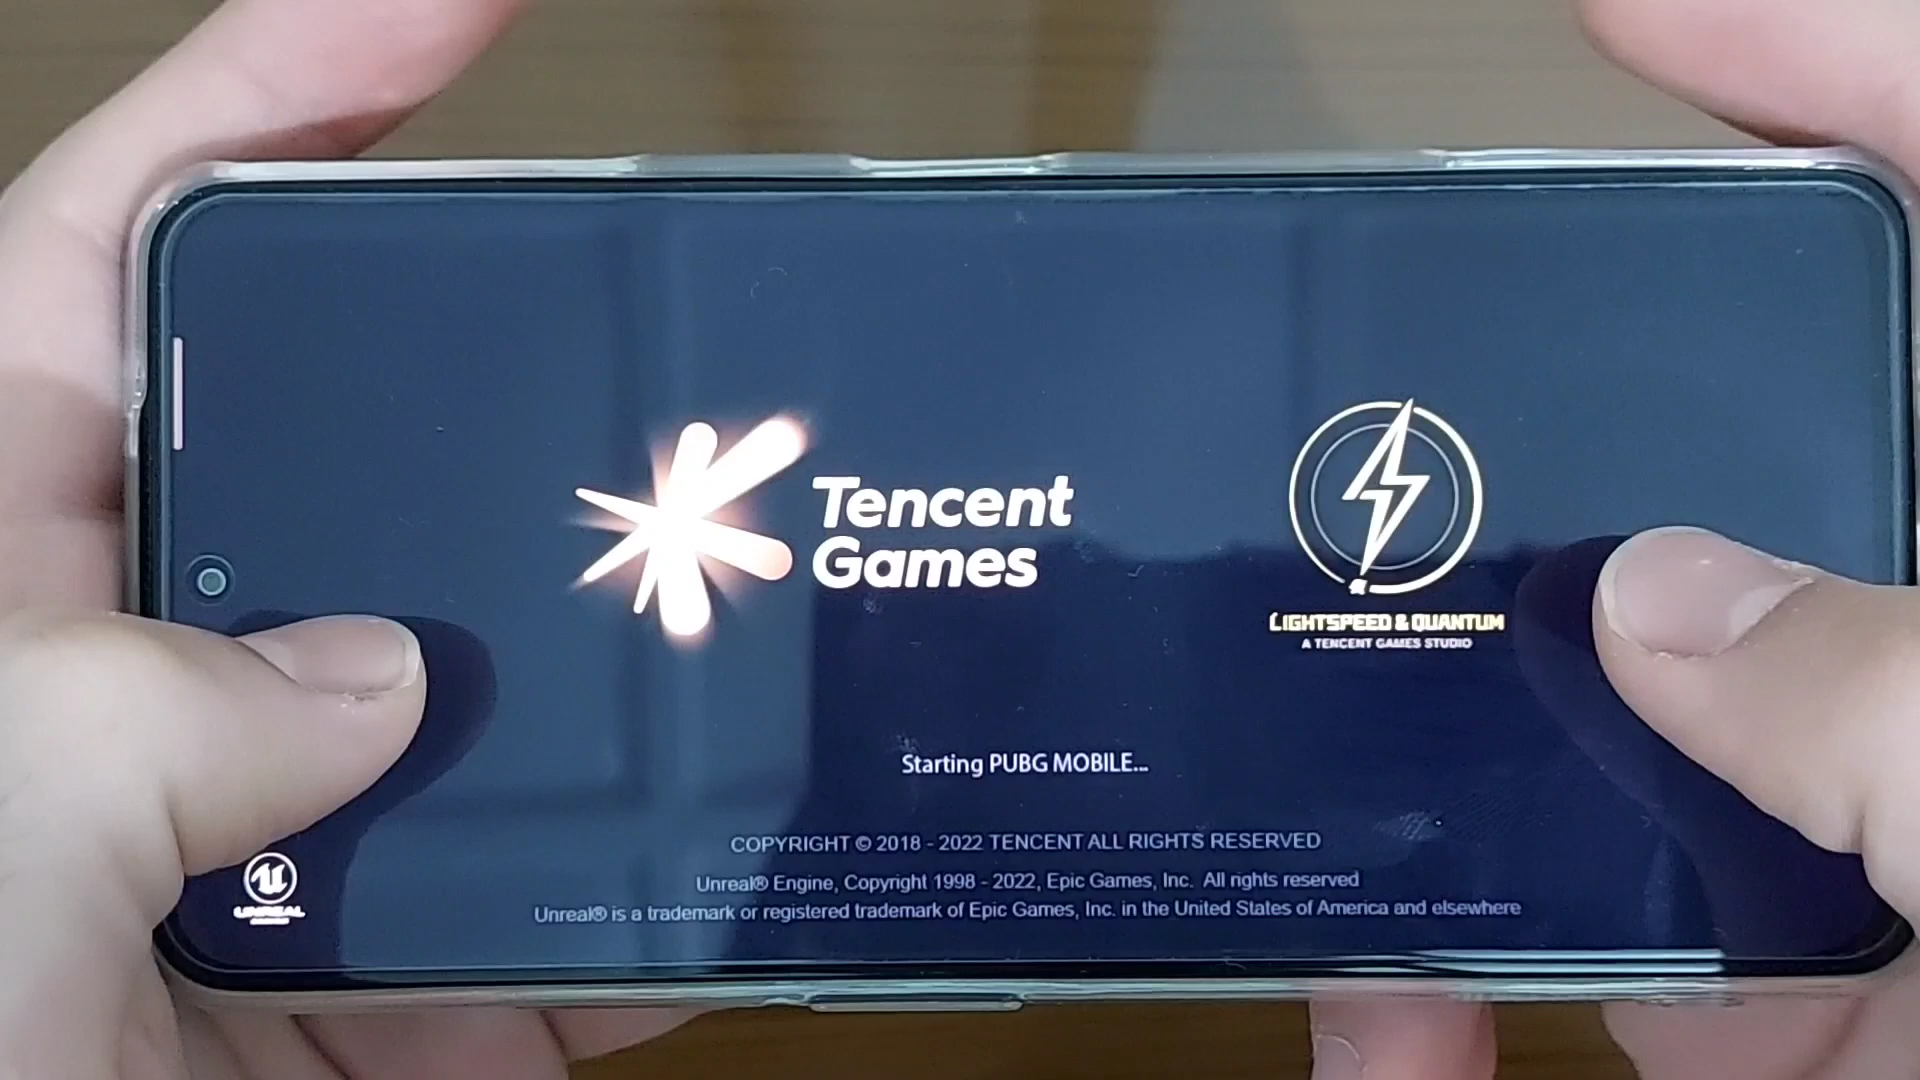 Tencent
Games
LIGHTSPEED & QUANTUM
A TENCENT GAMES STUDIO
Starting PUBG MOBILE...
COPYRIGHT © 2018 - 2022 TENCENT ALL RIGHTS RESERVED
Unreal® Engine, Copyright 1998 - 2022, Epic Games, Inc. All rights reserved
Unreal® is a trademark or registered trademark of Epic Games, Inc. in the United States of America and elsewhere
UNREAL